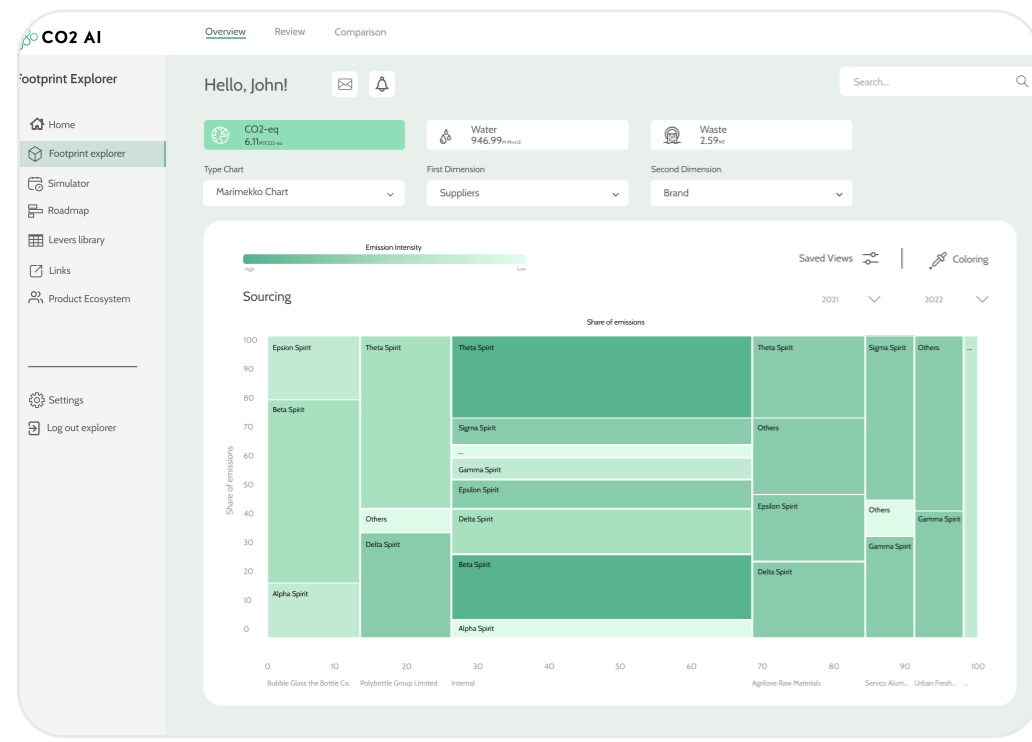 CO2 AI
Overview Review Comparison
Footprint Explorer
Hello, John!
Search...
Home
Footprint explorer
Simulator
Roadmap
Levers library
Links
Product Ecosystem
Settings
Log out explorer
CO2-eq
6.11MTCO2-eq
Water
946.99M M+m3
Waste
2.59MT
Type Chart
Marimekko Chart
First Dimension
Suppliers
Second Dimension
Brand
Emission Intensity
High Low
Saved Views
Coloring
Sourcing
2021 2022
Share of emissions
Share of emissions
100
90
80
70
60
50
40
30
20
10
0
Epsion Spirit
Beta Spirit
Alpha Spirit
Theta Spirit
Others
Delta Spirit
Theta Spirit
Sigma Spirit
...
Gamma Spirit
Epsilon Spirit
Delta Spirit
Beta Spirit
Alpha Spirit
Theta Spirit
Others
Epsilon Spirit
Delta Spirit
Sigma Spirit
Others
Gamma Spirit
Others
Gamma Spirit
...
0 10 20 30 40 50 60 70 80 90 100
Bubble Glass the Bottle Co. Polybottle Group Limited Internal Agrilove Raw Materials Servco Alum... Urban Fresh... ...